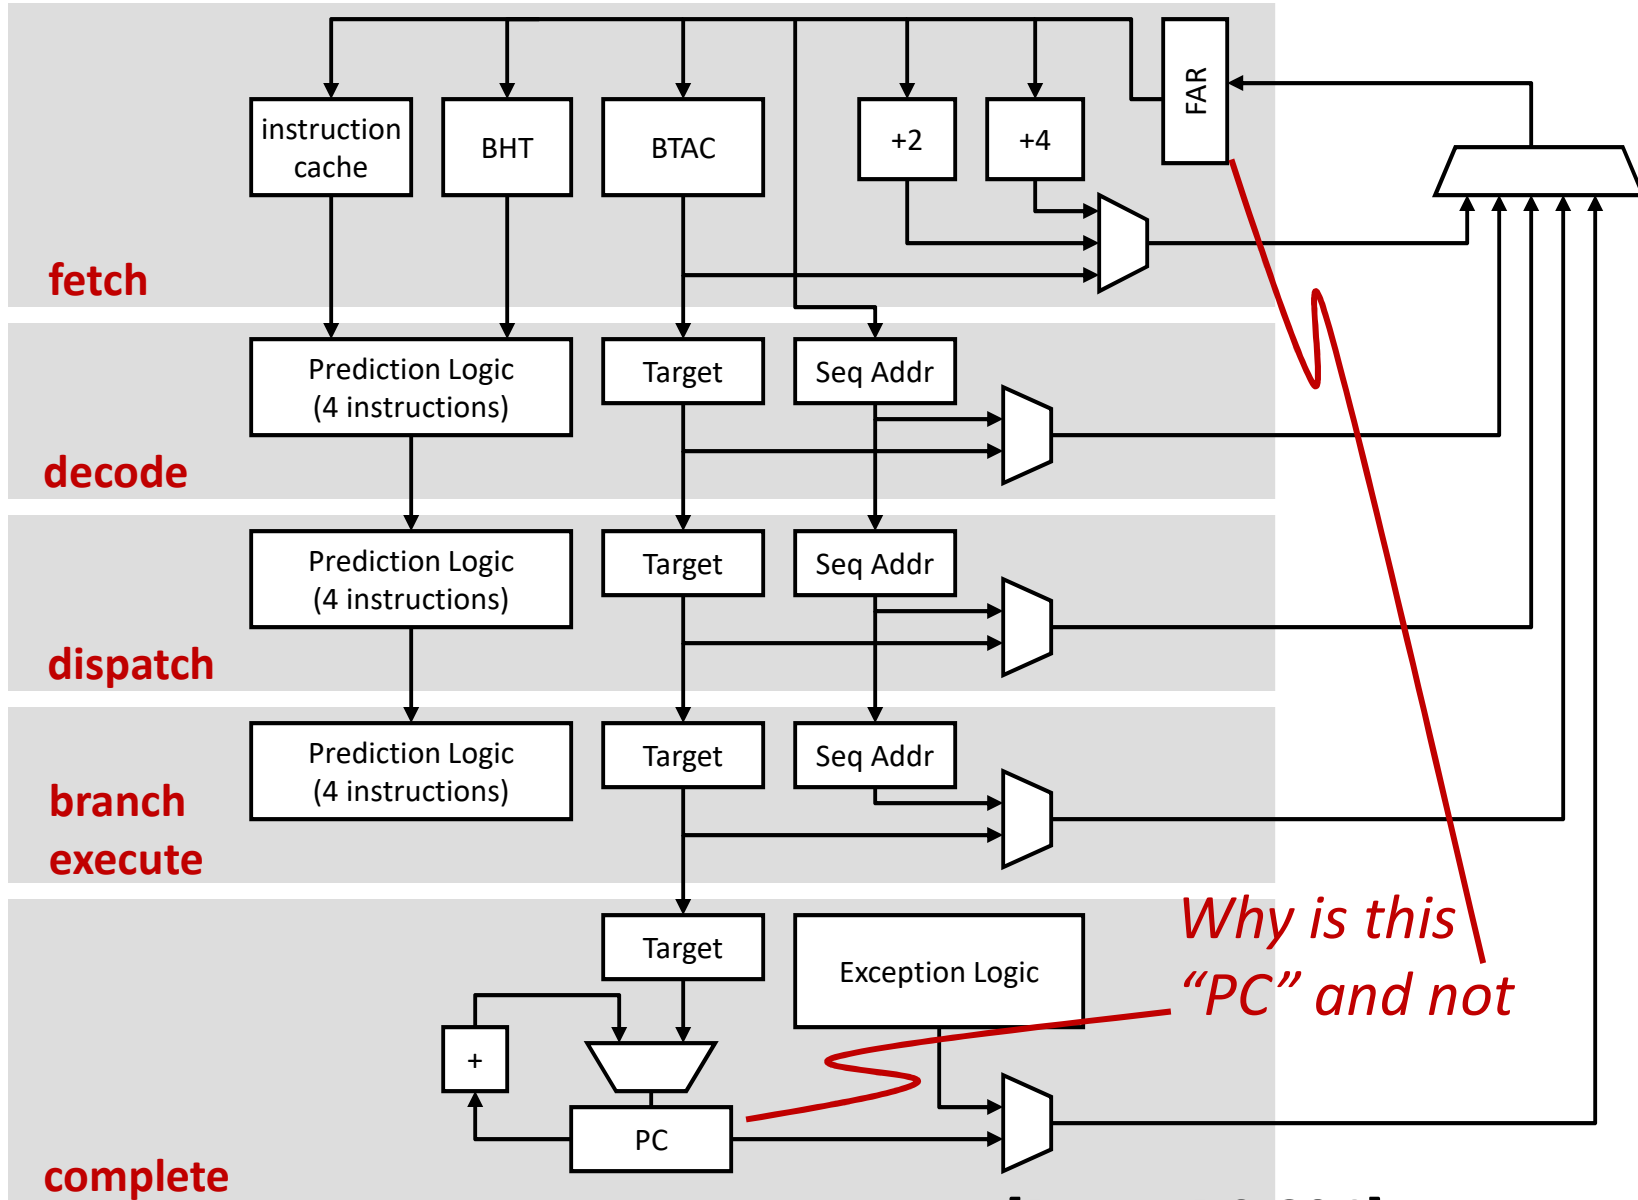 FAR
instruction
cache
BHT
BTAC
+2
+4
fetch
Prediction Logic
(4 instructions)
Target
Seq Addr
decode
Prediction Logic
(4 instructions)
Target
Seq Addr
dispatch
Prediction Logic
(4 instructions)
Target
Seq Addr
branch
execute
Target
Exception Logic
Why is this
“PC” and not
+
PC
complete